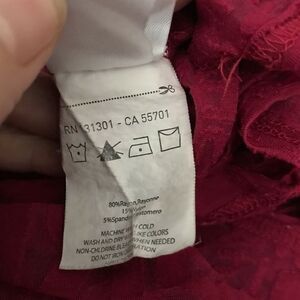 RN 131301 - CA 55701
80%Rayon/Rayonne
15%Nylon
5%Spandex/Elastomero
MACHINE WASH COLD
WASH AND DRY WITH LIKE COLORS
NON-CHLORINE BLEACH WHEN NEEDED
DO NOT IRON